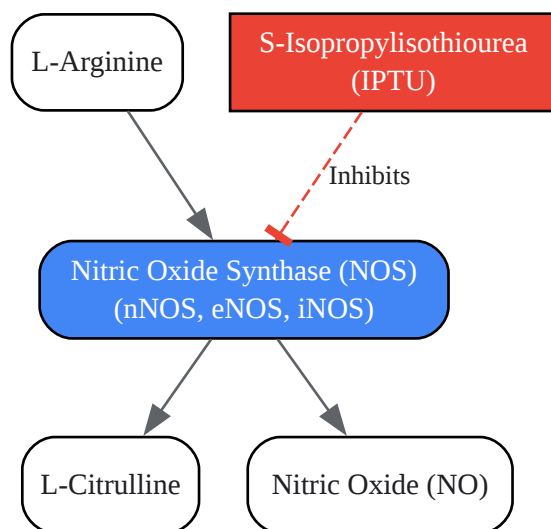 L-Arginine
S-Isopropylisothiourea
(IPTU)
Inhibits
Nitric Oxide Synthase (NOS)
(nNOS, eNOS, iNOS)
L-Citrulline
Nitric Oxide (NO)